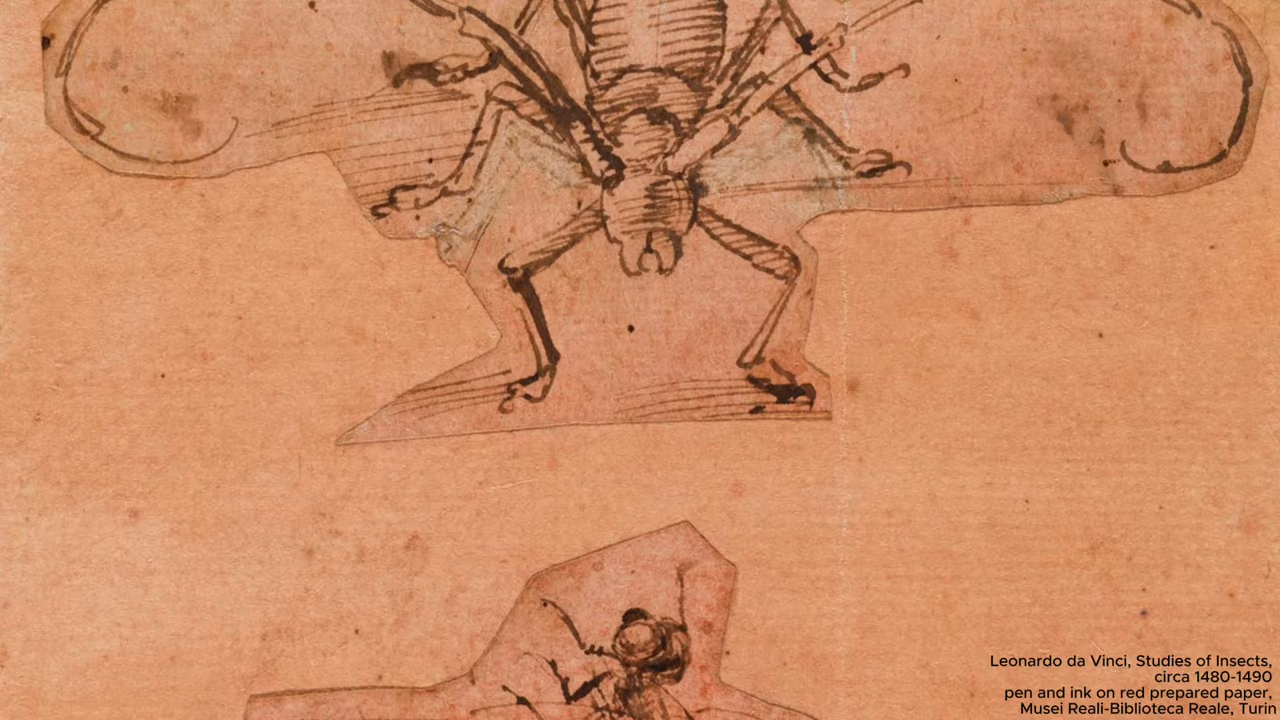 Leonardo da Vinci, Studies of Insects,
circa 1480-1490
pen and ink on red prepared paper,
Musei Reali-Biblioteca Reale, Turin